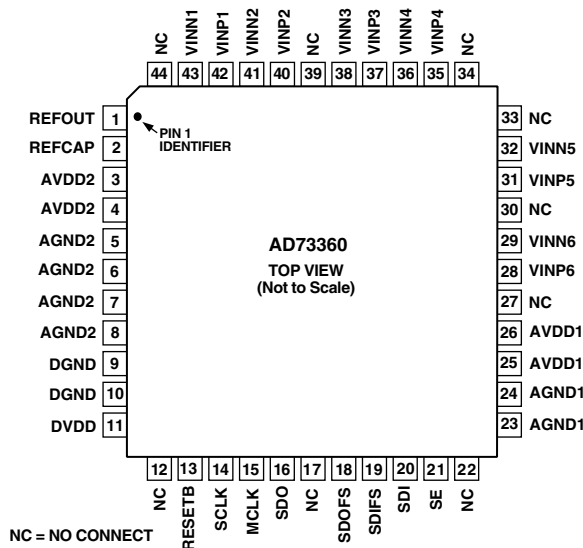 NC VINN1 VINP1 VINN2 VINP2 NC VINN3 VINP3 VINN4 VINP4 NC
44 43 42 41 40 39 38 37 36 35 34
REFOUT 1
REFCAP 2
AVDD2 3
AVDD2 4
AGND2 5
AGND2 6
AGND2 7
AGND2 8
DGND 9
DGND 10
DVDD 11
PIN 1
IDENTIFIER
AD73360
TOP VIEW
(Not to Scale)
33 NC
32 VINN5
31 VINP5
30 NC
29 VINN6
28 VINP6
27 NC
26 AVDD1
25 AVDD1
24 AGND1
23 AGND1
12 13 14 15 16 17 18 19 20 21 22
NC RESETB SCLK MCLK SDO NC SDOFS SDIFS SDI SE NC
NC = NO CONNECT